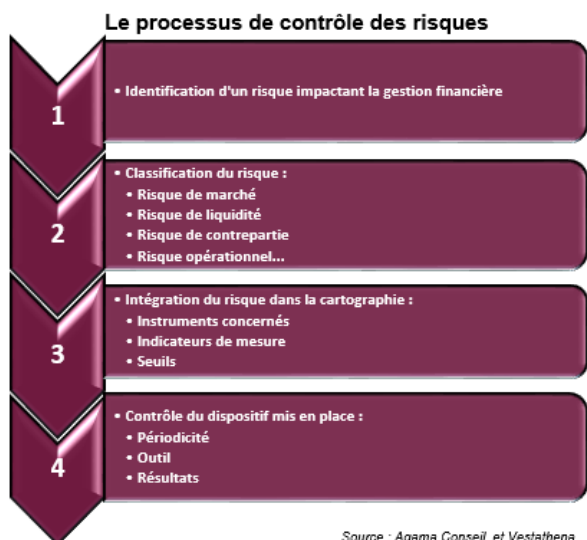 Le processus de contrôle des risques
1
• Identification d'un risque impactant la gestion financière
2
• Classification du risque :
• Risque de marché
• Risque de liquidité
• Risque de contrepartie
• Risque opérationnel...
3
• Intégration du risque dans la cartographie :
• Instruments concernés
• Indicateurs de mesure
• Seuils
4
• Contrôle du dispositif mis en place :
• Périodicité
• Outil
• Résultats
Source : Agama Conseil et Vestathena